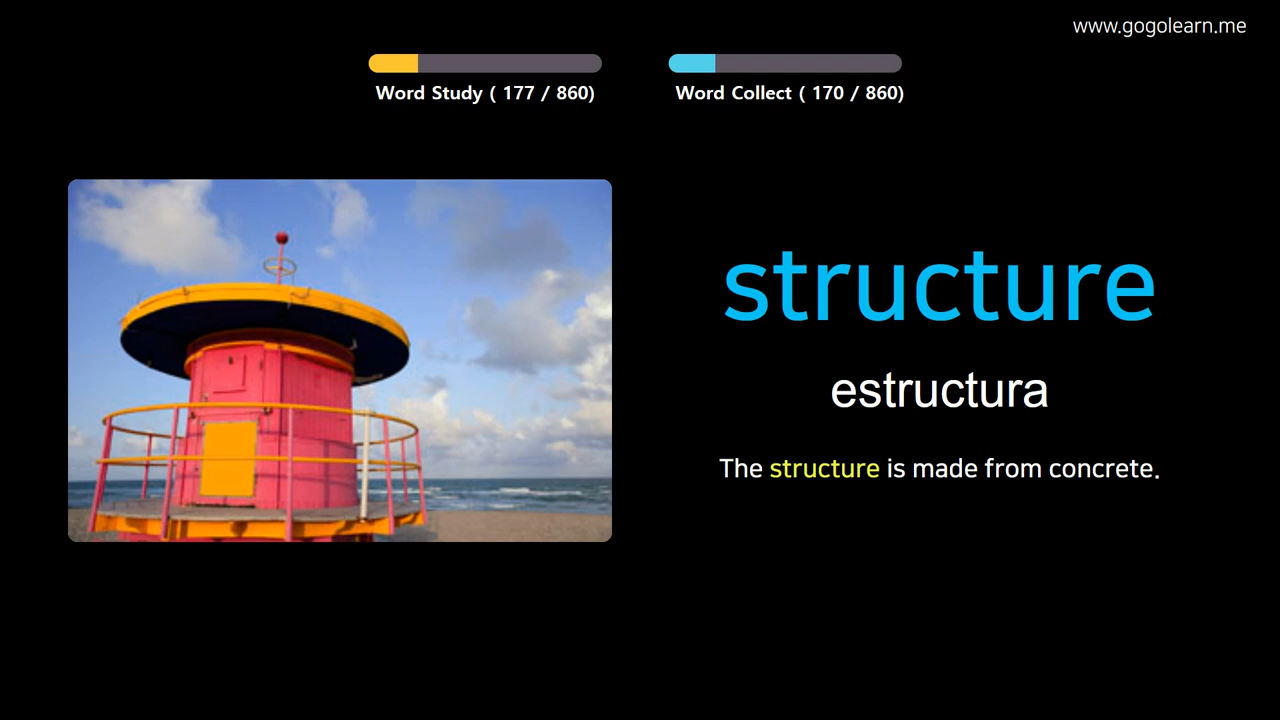 www.gogolearn.me
Word Study ( 177 / 860)
Word Collect ( 170 / 860)
structure
estructura
The structure is made from concrete.